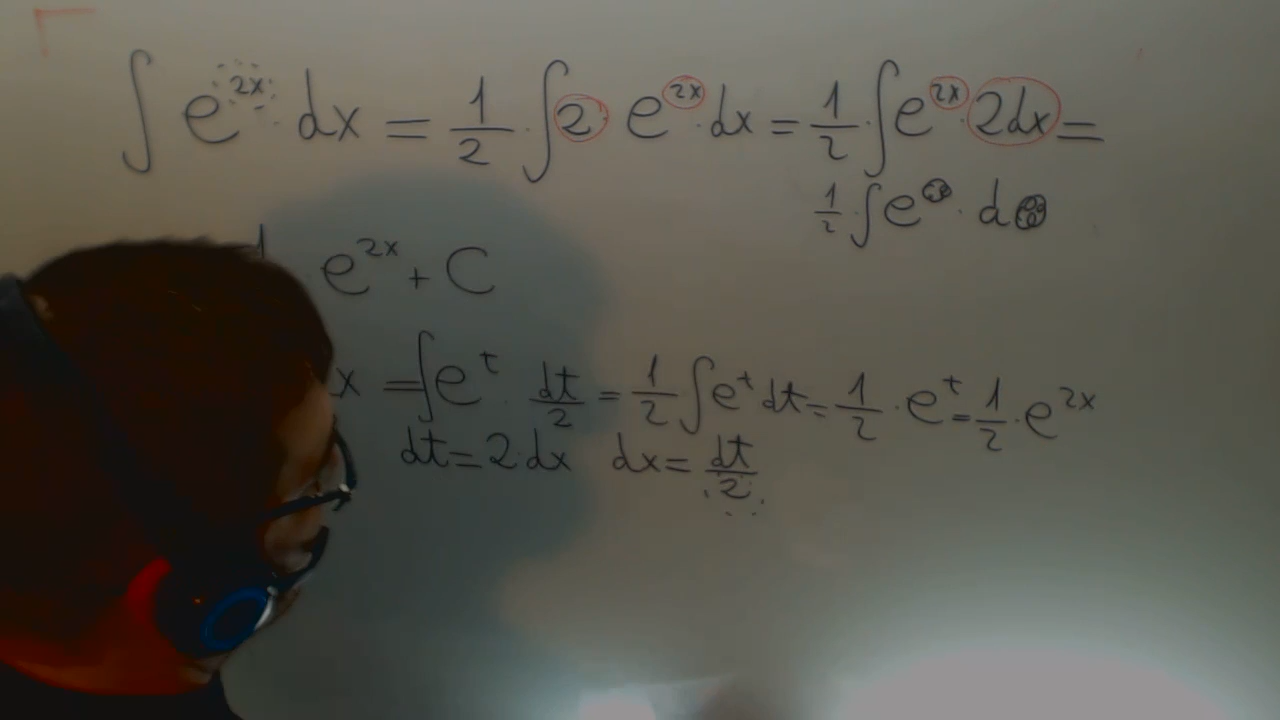 ∫ e^{2x} · dx = 1/2 · ∫ 2 e^{2x} · dx = 1/2 · ∫ e^{2x} · 2dx =
1/2 · ∫ e · d
1 · e^{2x} + C
x = ∫ e^t · dt/2 = 1/2 ∫ e^t dt = 1/2 · e^t = 1/2 · e^{2x}
dt = 2 · dx dx = dt/2